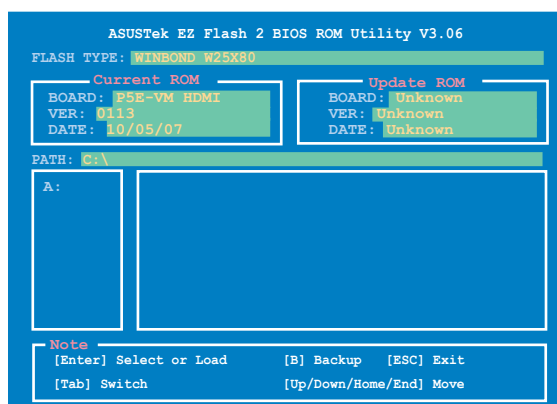 ASUSTek EZ Flash 2 BIOS ROM Utility V3.06
FLASH TYPE: WINBOND W25X80
Current ROM
BOARD: P5E-VM HDMI
VER: 0113
DATE: 10/05/07
Update ROM
BOARD: Unknown
VER: Unknown
DATE: Unknown
PATH: C:\
A:
Note
[Enter] Select or Load [B] Backup [ESC] Exit
[Tab] Switch [Up/Down/Home/End] Move